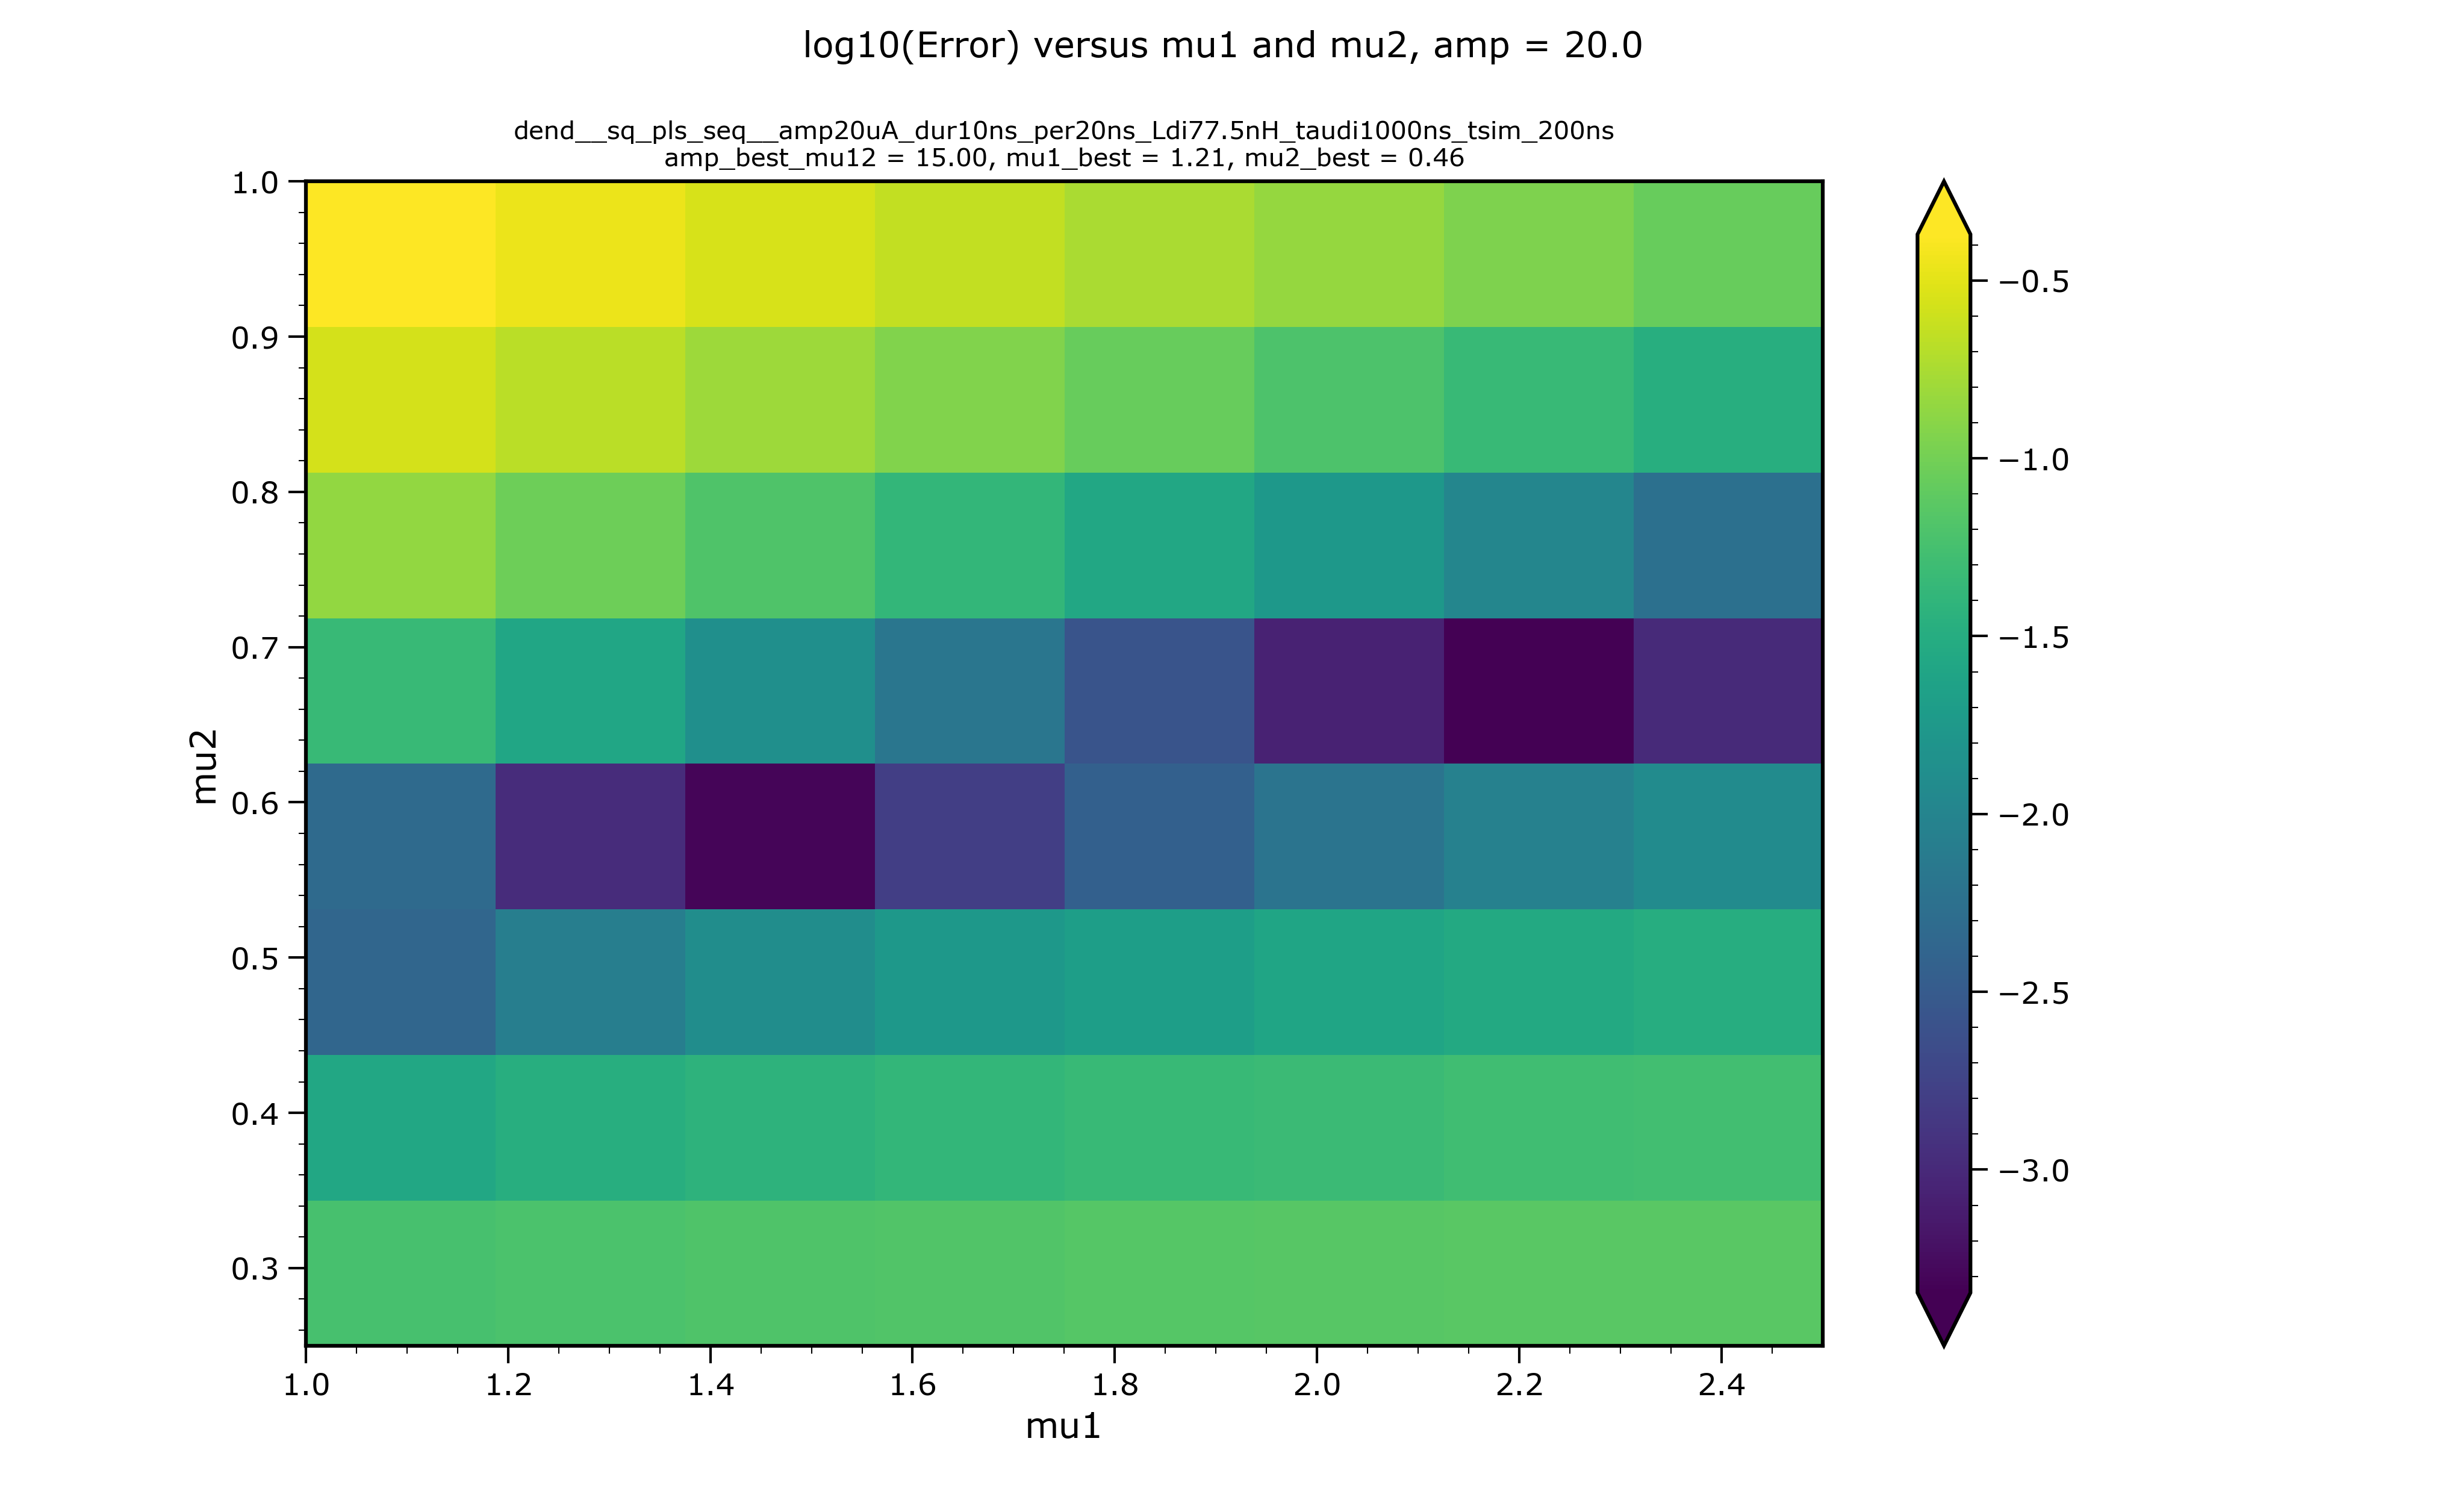 log10(Error) versus mu1 and mu2, amp = 20.0
dend__sq_pls_seq__amp20uA_dur10ns_per20ns_Ldi77.5nH_taudi1000ns_tsim_200ns
amp_best_mu12 = 15.00, mu1_best = 1.21, mu2_best = 0.46
1.0
0.9
0.8
0.7
0.6
0.5
0.4
0.3
mu2
1.0 1.2 1.4 1.6 1.8 2.0 2.2 2.4
mu1
−0.5
−1.0
−1.5
−2.0
−2.5
−3.0